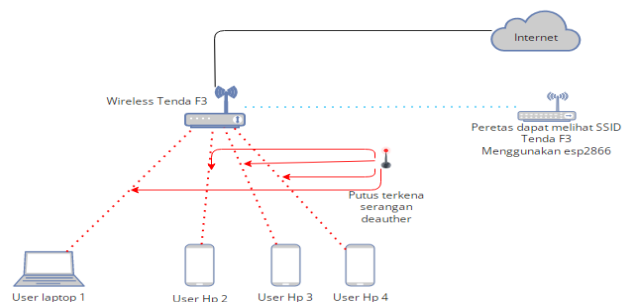 Internet
Wireless Tenda F3
Peretas dapat melihat SSID
Tenda F3
Menggunakan esp2866
Putus terkena
serangan
deauther
User laptop 1
User Hp 2
User Hp 3
User Hp 4